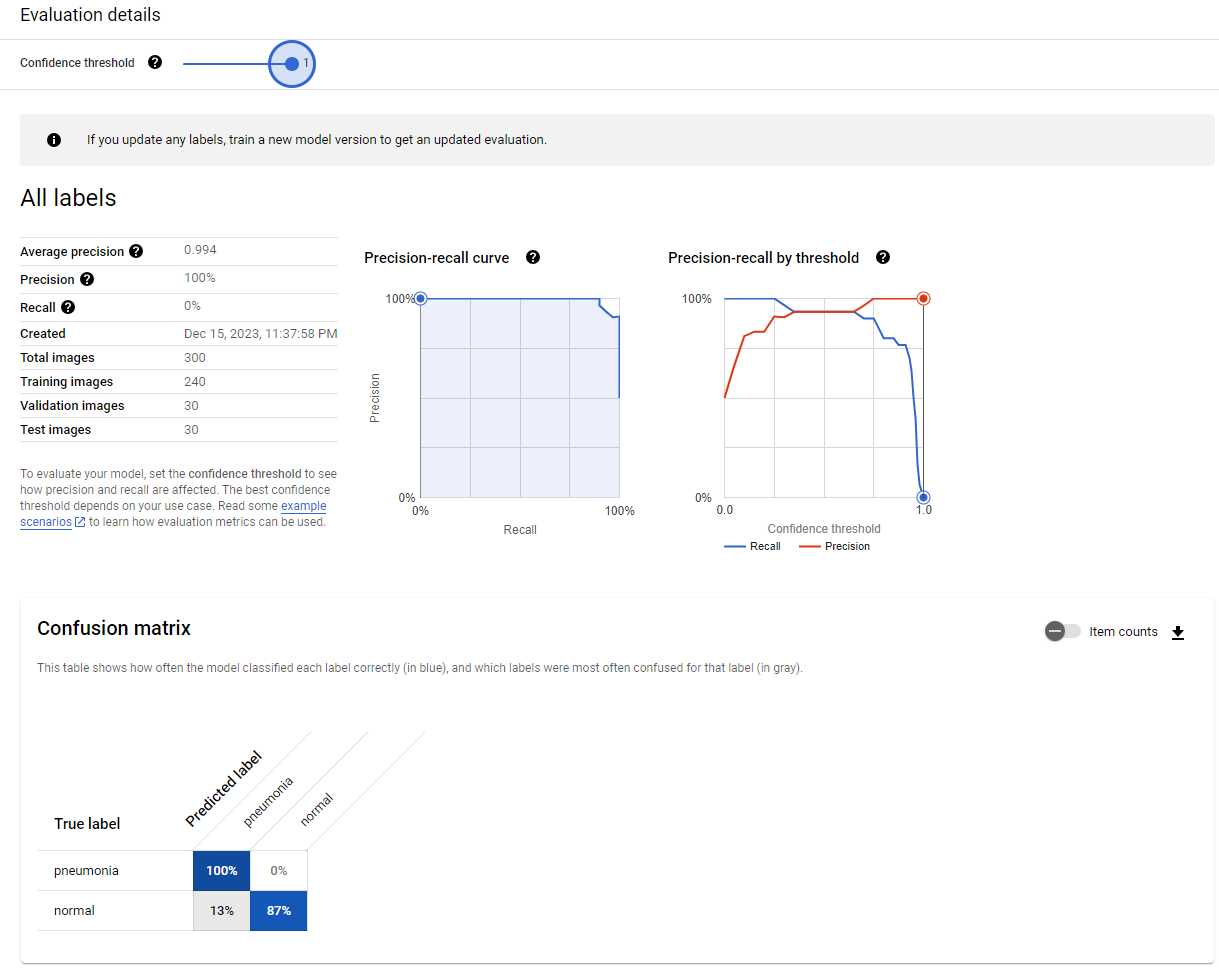 Evaluation details
Confidence threshold
1
If you update any labels, train a new model version to get an updated evaluation.
All labels
Average precision 0.994
Precision 100%
Recall 0%
Created Dec 15, 2023, 11:37:58 PM
Total images 300
Training images 240
Validation images 30
Test images 30
To evaluate your model, set the confidence threshold to see
how precision and recall are affected. The best confidence
threshold depends on your use case. Read some example
scenarios to learn how evaluation metrics can be used.
Precision-recall curve
100%
Precision
0%
0% 100%
Recall
Precision-recall by threshold
100%
0%
0.0 1.0
Confidence threshold
Recall Precision
Confusion matrix
Item counts
This table shows how often the model classified each label correctly (in blue), and which labels were most often confused for that label (in gray).
Predicted label
pneumonia
normal
True label
pneumonia 100% 0%
normal 13% 87%